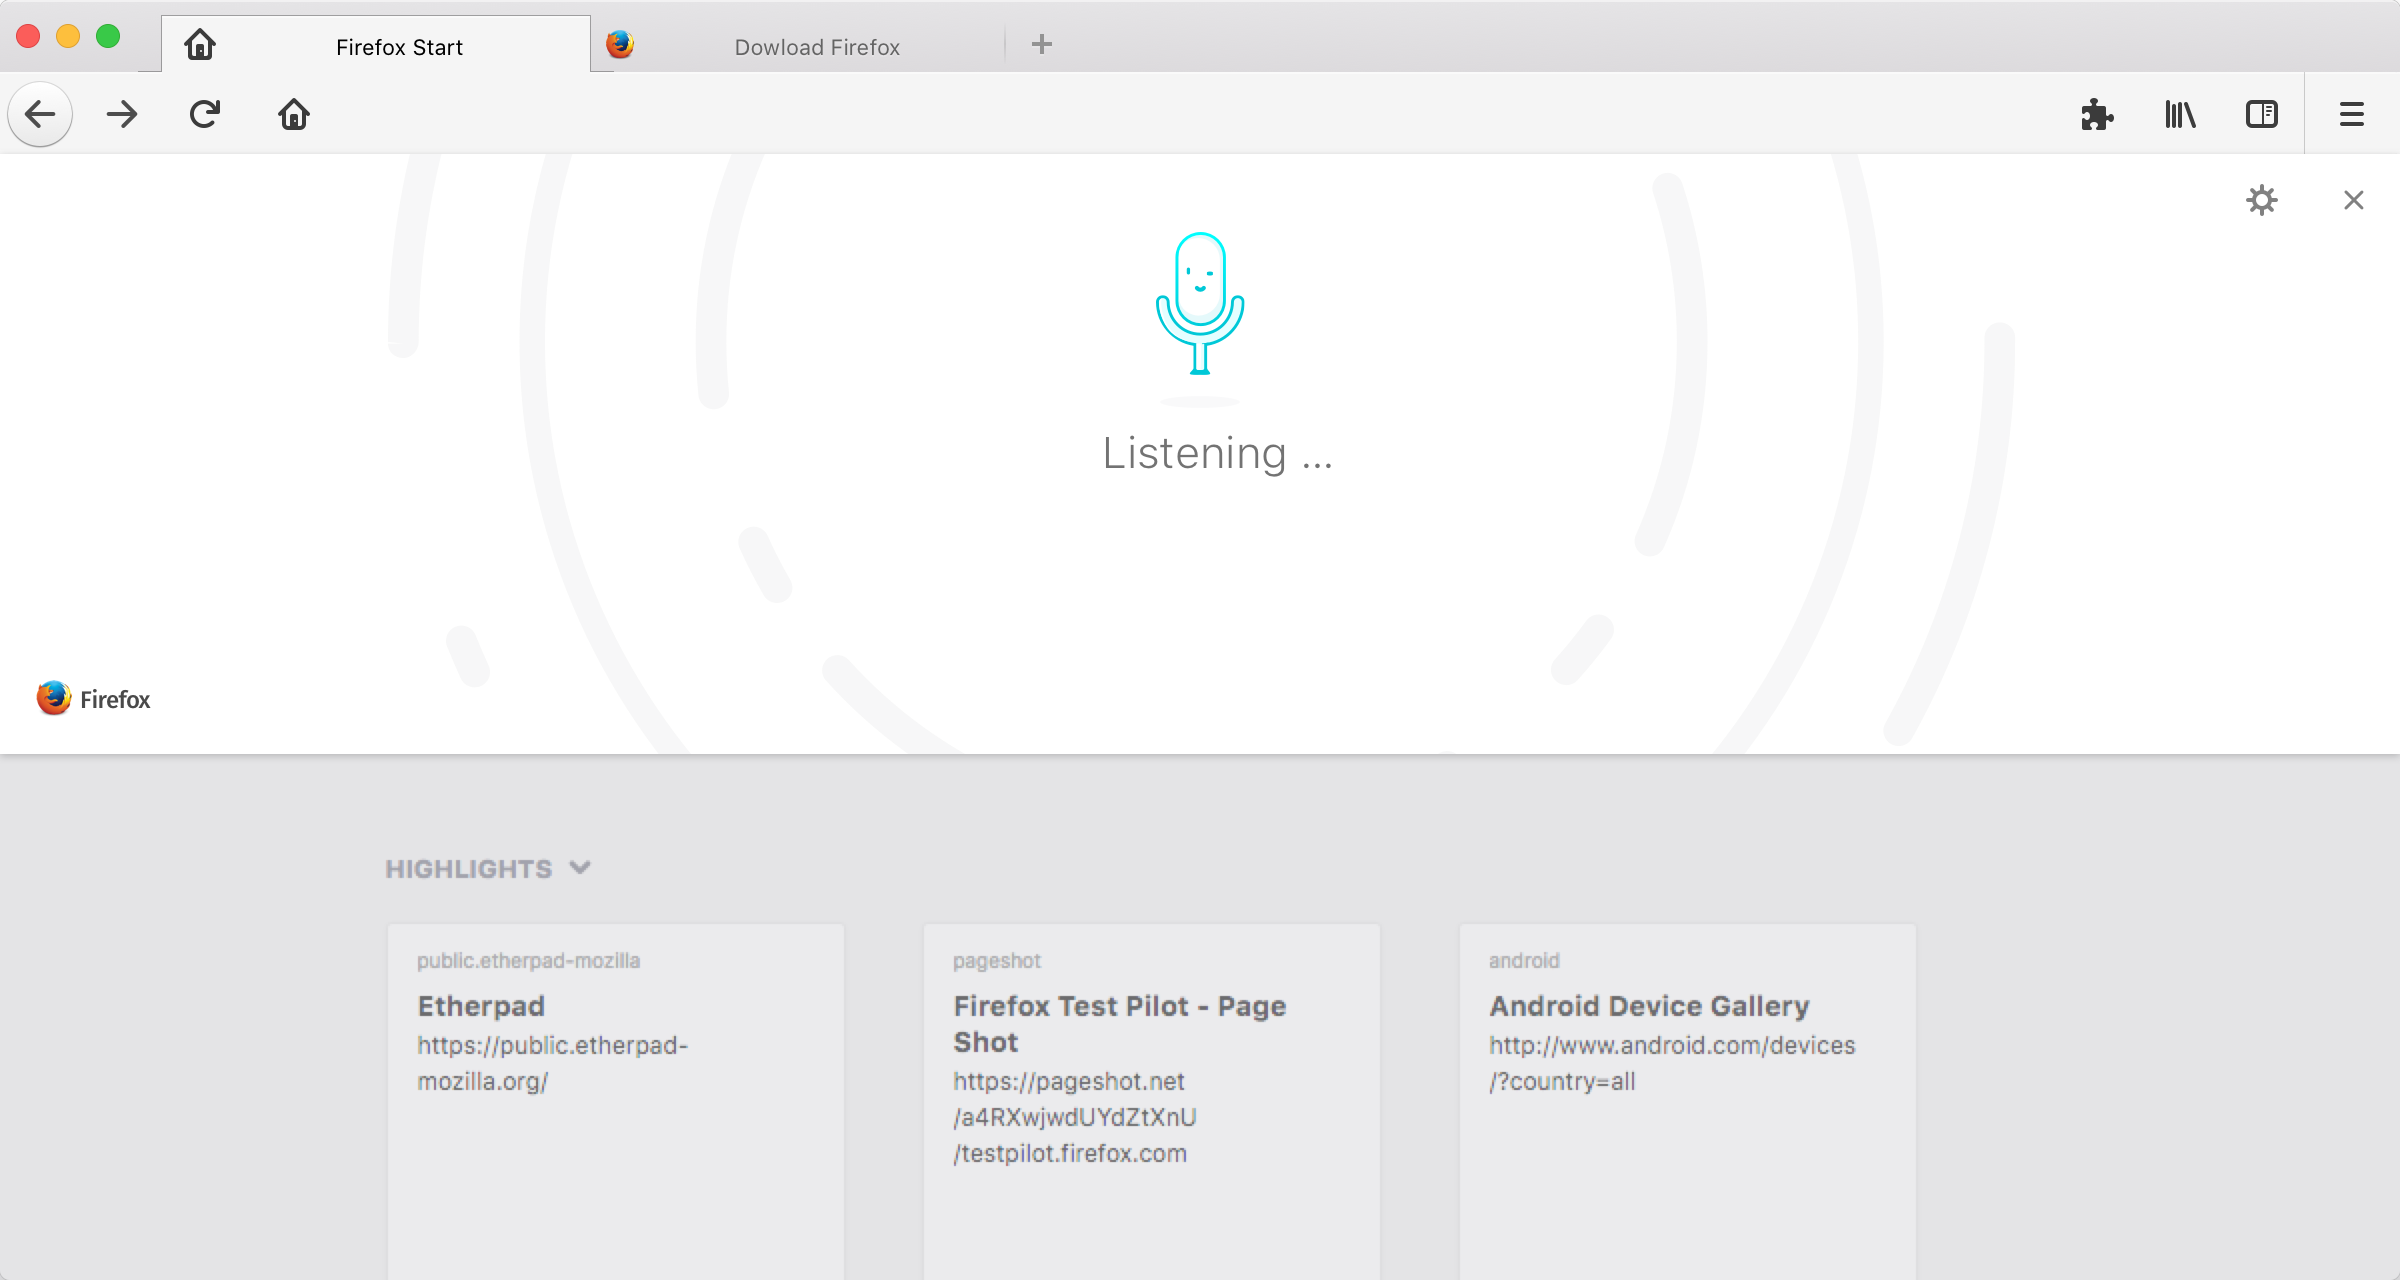 Firefox Start
Dowload Firefox
Listening ...
Firefox
HIGHLIGHTS
public.etherpad-mozilla
Etherpad
https://public.etherpad-
mozilla.org/
pageshot
Firefox Test Pilot - Page
Shot
https://pageshot.net
/a4RXwjwdUYdZtXnU
/testpilot.firefox.com
android
Android Device Gallery
http://www.android.com/devices
/?country=all